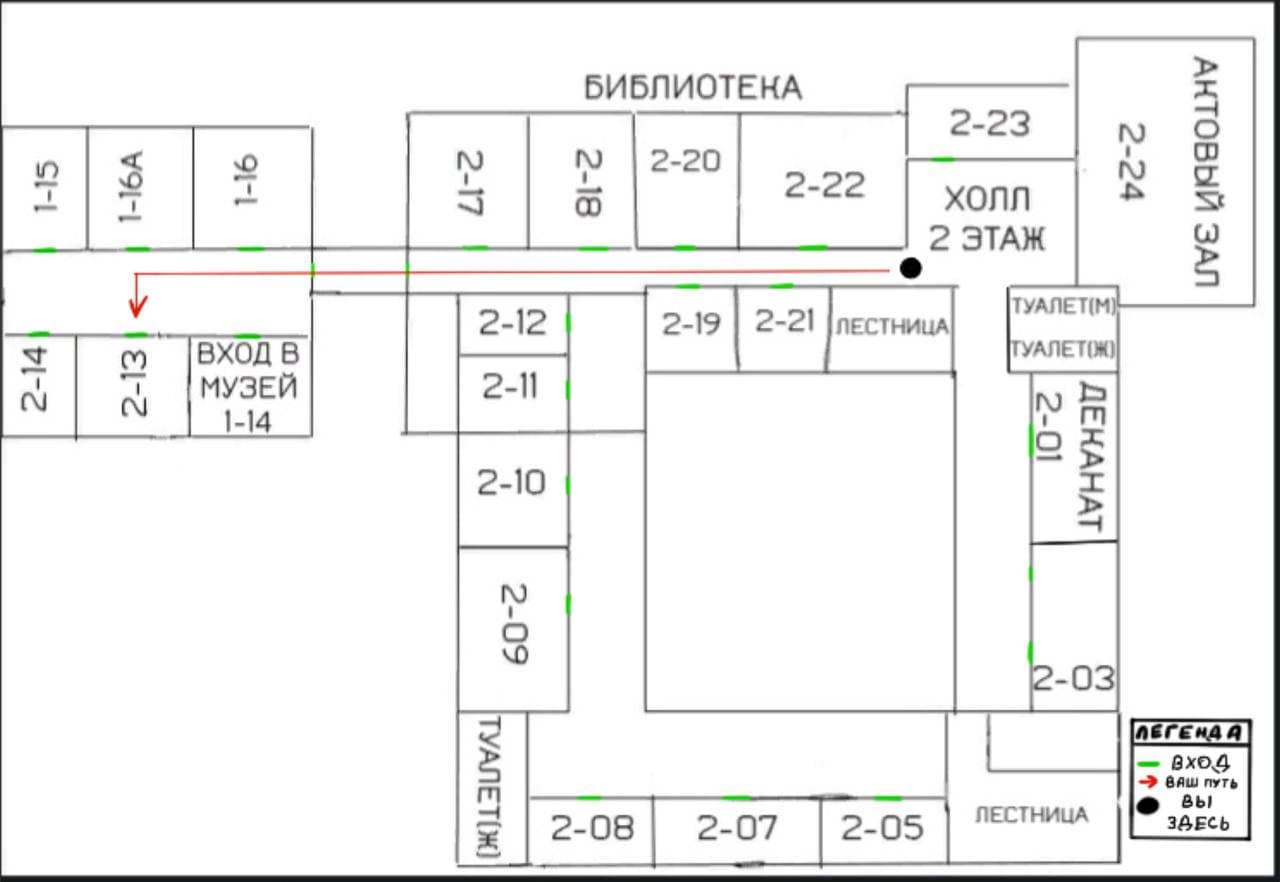 БИБЛИОТЕКА
1-15
1-16А
1-16
2-17
2-18
2-20
2-22
2-23
ХОЛЛ
2 ЭТАЖ
2-24
АКТОВЫЙ ЗАЛ
2-14
2-13
ВХОД В
МУЗЕЙ
1-14
2-12
2-11
2-10
2-09
2-19
2-21
ЛЕСТНИЦА
ТУАЛЕТ(М)
ТУАЛЕТ(Ж)
2-01
ДЕКАНАТ
2-03
ТУАЛЕТ(Ж)
2-08
2-07
2-05
ЛЕСТНИЦА
ЛЕГЕНДА
ВХОД
ВАШ ПУТЬ
ВЫ
ЗДЕСЬ